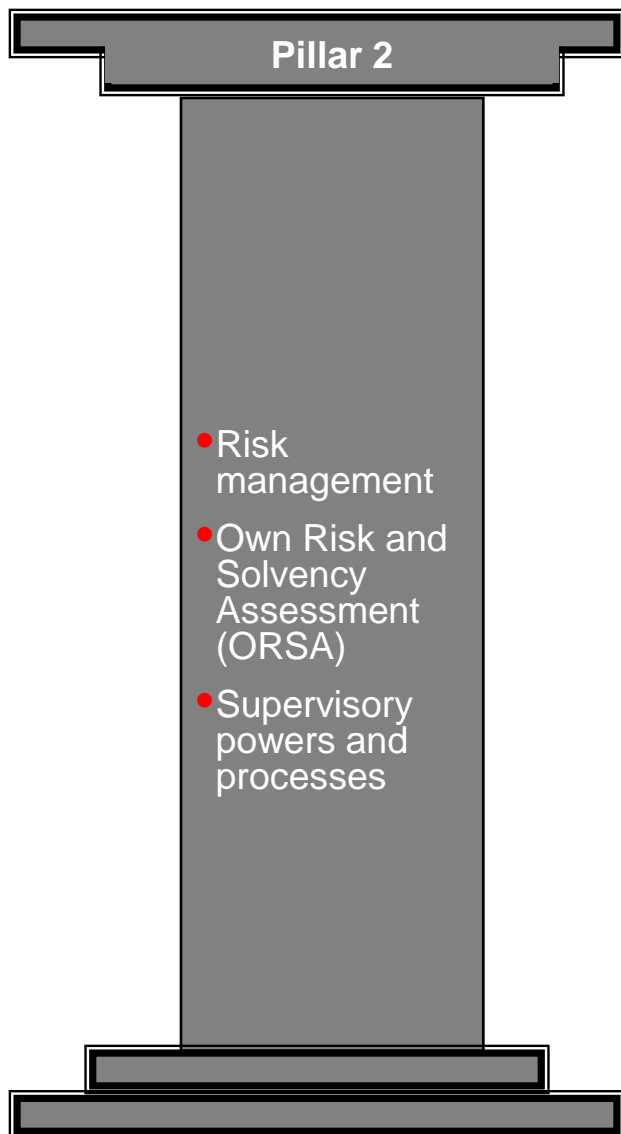 Pillar 2
•Risk
management
•Own Risk and
Solvency
Assessment
(ORSA)
•Supervisory
powers and
processes